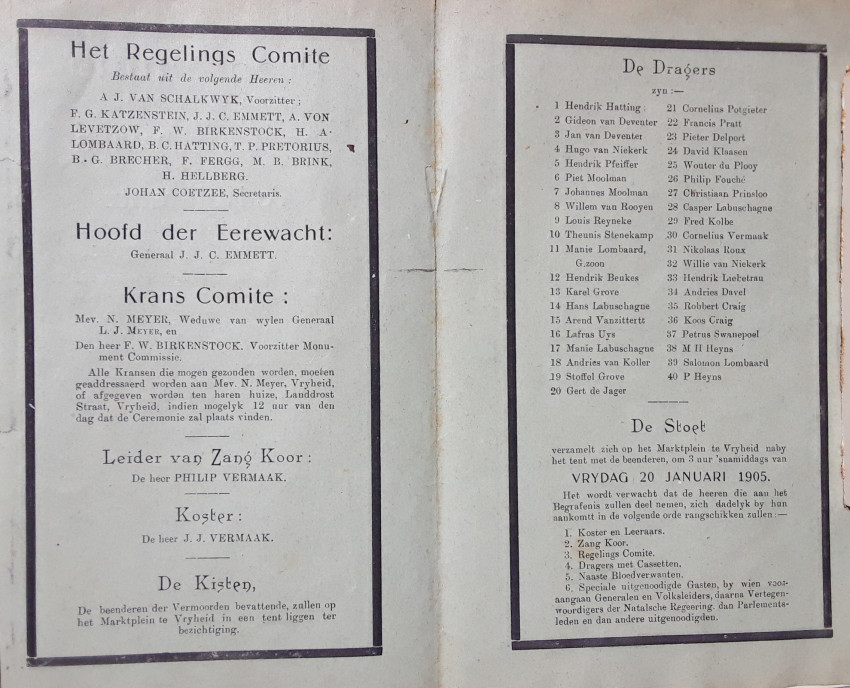 Het Regelings Comite
Bestaat uit de volgende Heeren :
A J. VAN SCHALKWYK, Voorzitter ;
F. G. KATZENSTEIN, J. J. C. EMMETT, A. VON
LEVETZOW, F. W. BIRKENSTOCK, H. A·
LOMBAARD, B. C. HATTING, T. P. PRETORIUS,
B. G. BRECHER, F. FERGG, M. B. BRINK,
H. HELLBERG.
JOHAN COETZEE, Secretaris.
Hoofd der Eerewacht:
Generaal J. J. C. EMMETT.
Krans Comite :
Mev. N. MEYER, Weduwe van wylen Generaal
L. J. MEYER, en
Den heer F. W. BIRKENSTOCK. Voorzitter Monu-
ment Commissie.
Alle Kransen die mogen gezonden worden, moeten
geaddressaerd worden aan Mev. N. Meyer, Vryheid,
of afgegeven worden ten haren huize, Landdrost
Straat, Vryheid, indien mogelyk 12 uur van den
dag dat de Ceremonie zal plaats vinden.
Leider van Zang Koor :
De heer PHILIP VERMAAK.
Koster :
De heer J. J. VERMAAK.
De Kisten,
De beenderen der Vermoorden bevattende, zullen op
het Marktplein te Vryheid in een tent liggen ter
bezichtiging.
De Dragers
zyn :—
1 Hendrik Hatting
2 Gideon van Deventer
3 Jan van Deventer
4 Hugo van Niekerk
5 Hendrik Pfeiffer
6 Piet Moolman
7 Johannes Moolman
8 Willem van Rooyen
9 Louis Reyneke
10 Theunis Stenekamp
11 Manie Lombaard,
G.zoon
12 Hendrik Beukes
13 Karel Grove
14 Hans Labuschagne
15 Arend Vanzittertt
16 Lafras Uys
17 Manie Labuschagne
18 Andries van Koller
19 Stoffel Grove
20 Gert de Jager
21 Cornelius Potgieter
22 Francis Pratt
23 Pieter Delport
24 David Klaasen
25 Wouter du Plooy
26 Philip Fouché
27 Christiaan Prinsloo
28 Casper Labuschagne
29 Fred Kolbe
30 Cornelius Vermaak
31 Nikolaas Roux
32 Willie van Niekerk
33 Hendrik Liebetrau
34 Andries Davel
35 Robbert Craig
36 Koos Craig
37 Petrus Swanepoel
38 M H Heyns
39 Salomon Lombaard
40 P Heyns
De Stoet
verzamelt zich op het Marktplein te Vryheid naby
het tent met de beenderen, om 3 uur 'snamiddags van
VRYDAG 20 JANUARI 1905.
Het wordt verwacht dat de heeren die aan het
Begrafenis zullen deel nemen, zich dadelyk by hun
aankomtt in de volgende orde rangschikken zullen :—
1. Koster en Leeraars.
2. Zang Koor.
3. Regelings Comite.
4. Dragers met Cassetten.
5. Naaste Bloedverwanten.
6. Speciale uitgenoodigde Gasten, by wien voor-
aangaan Generalen en Volksleiders, daarna Vertegen-
woordigers der Natalsche Regeering. dan Parlements-
leden en dan andere uitgenoodigden.